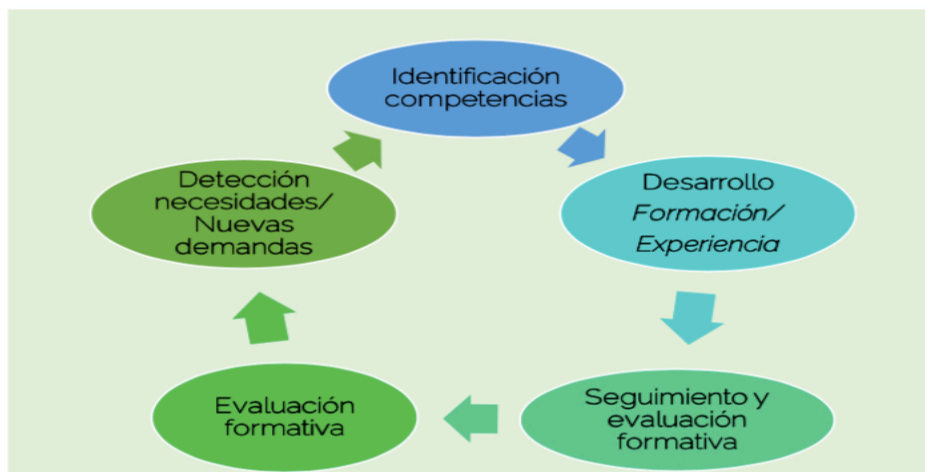 Identificación
competencias
Desarrollo
Formación/
Experiencia
Seguimiento y
evaluación
formativa
Evaluación
formativa
Detección
necesidades/
Nuevas
demandas